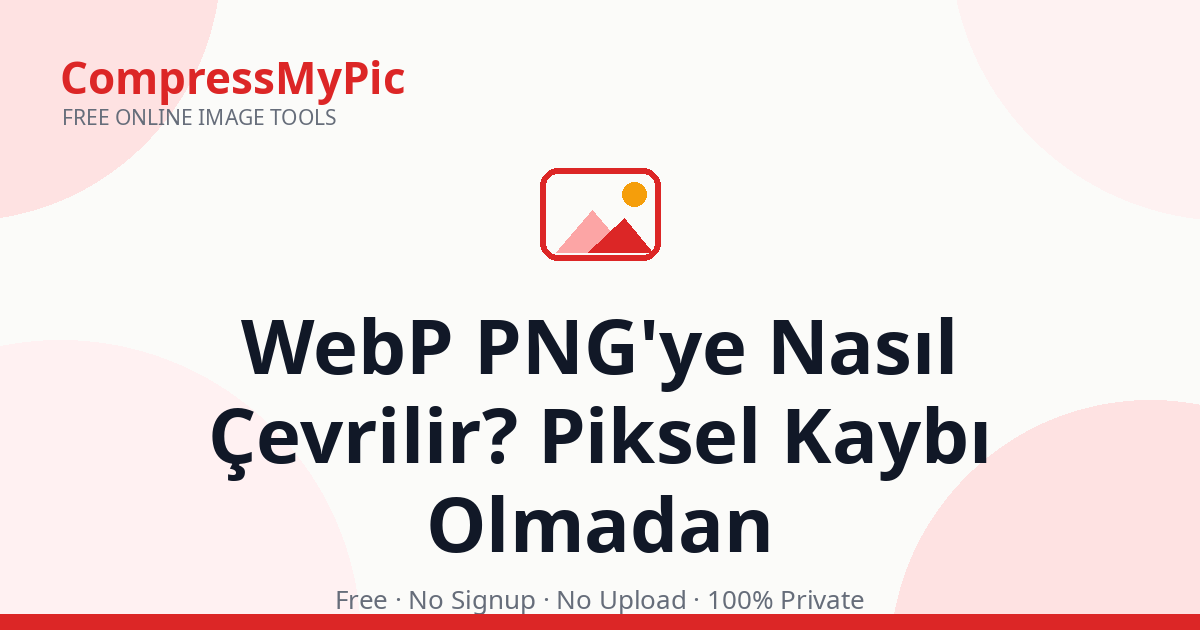 CompressMyPic
FREE ONLINE IMAGE TOOLS
WebP PNG'ye Nasıl
Çevrilir? Piksel Kaybı
Olmadan
Free · No Signup · No Upload · 100% Private